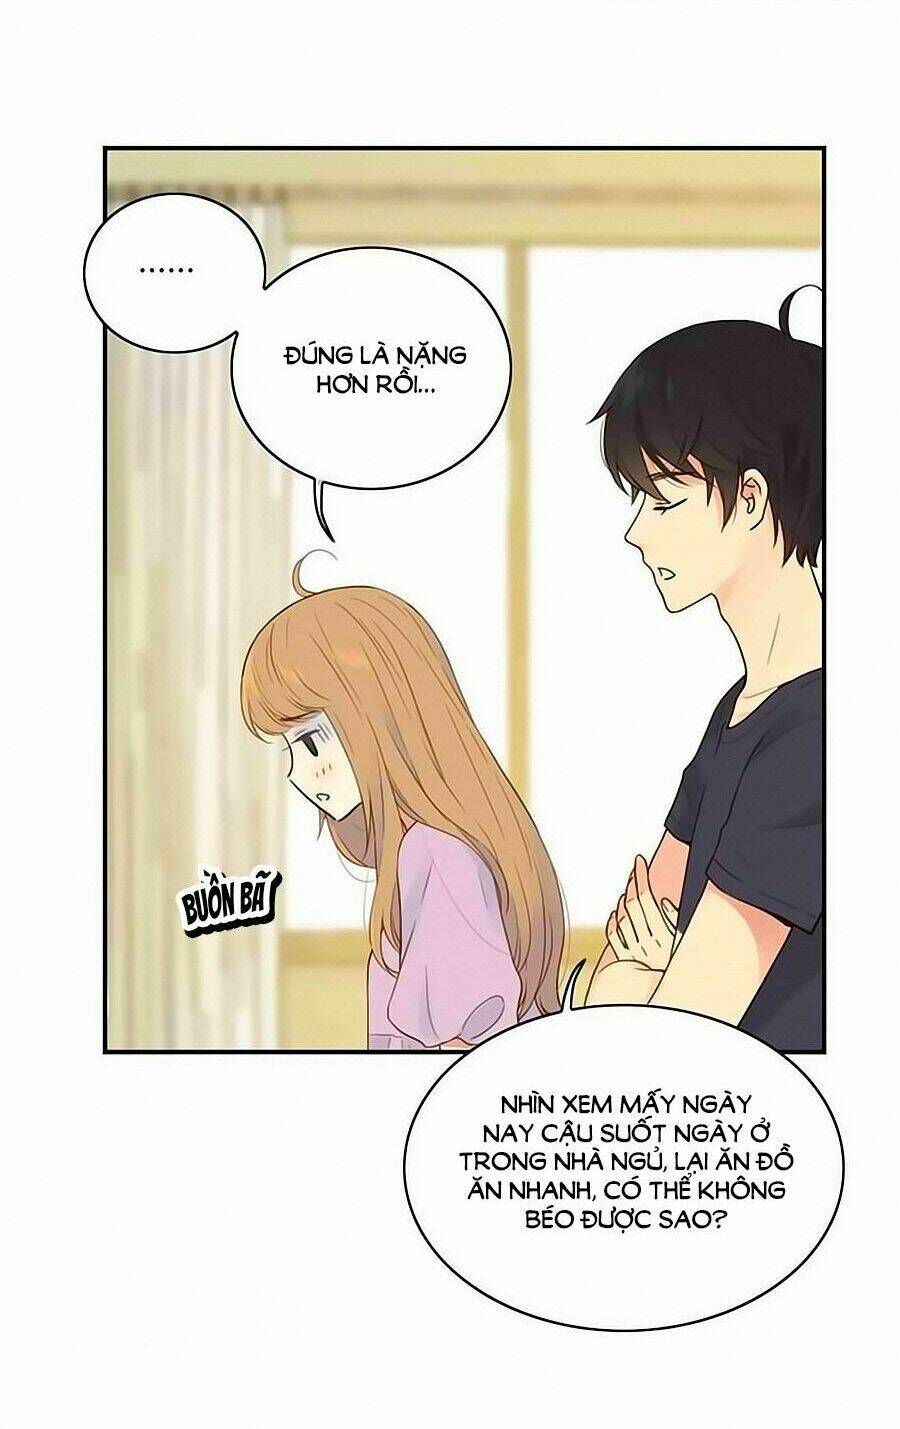 ......
ĐÚNG LÀ NẶNG
HƠN RỒI...
BUỒN BÃ
NHÌN XEM MẤY NGÀY
NAY CẬU SUỐT NGÀY Ở
TRONG NHÀ NGỦ, LẠI ĂN ĐỒ
ĂN NHANH, CÓ THỂ KHÔNG
BÉO ĐƯỢC SAO?